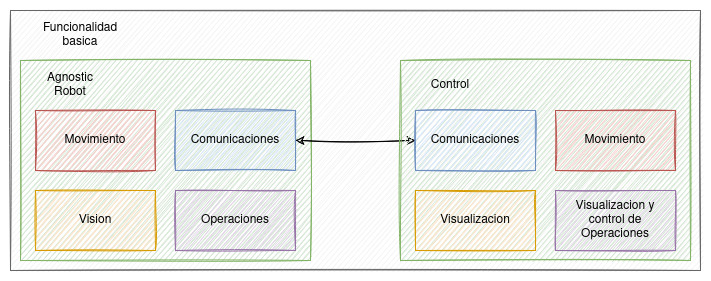 Funcionalidad
basica
Agnostic
Robot
Movimiento
Comunicaciones
Vision
Operaciones
Control
Comunicaciones
Movimiento
Visualizacion
Visualizacion y
control de
Operaciones